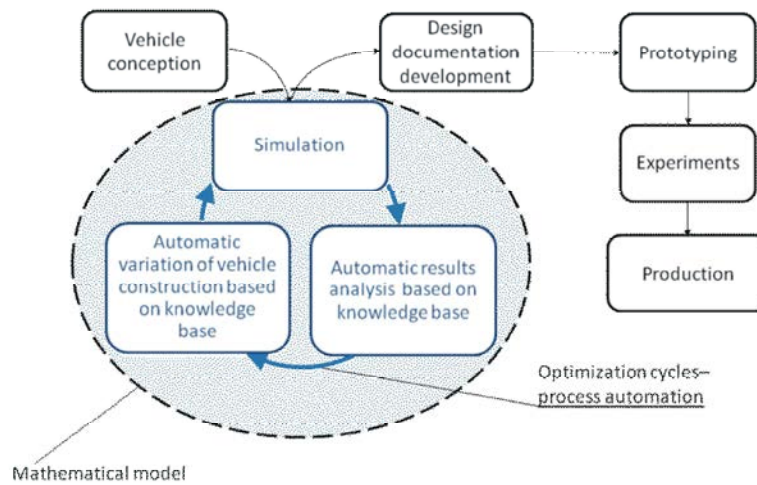 Vehicle
conception
Design
documentation
development
Prototyping
Simulation
Experiments
Automatic
variation of vehicle
construction based
on knowledge
base
Automatic results
analysis based on
knowledge base
Production
Optimization cycles–
process automation
Mathematical model